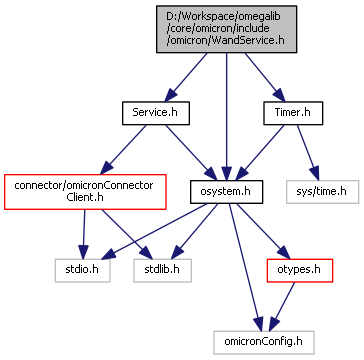 D:/Workspace/omegalib
/core/omicron/include
/omicron/WandService.h
Service.h
Timer.h
connector/omicronConnector
Client.h
osystem.h
sys/time.h
stdio.h
stdlib.h
otypes.h
omicronConfig.h